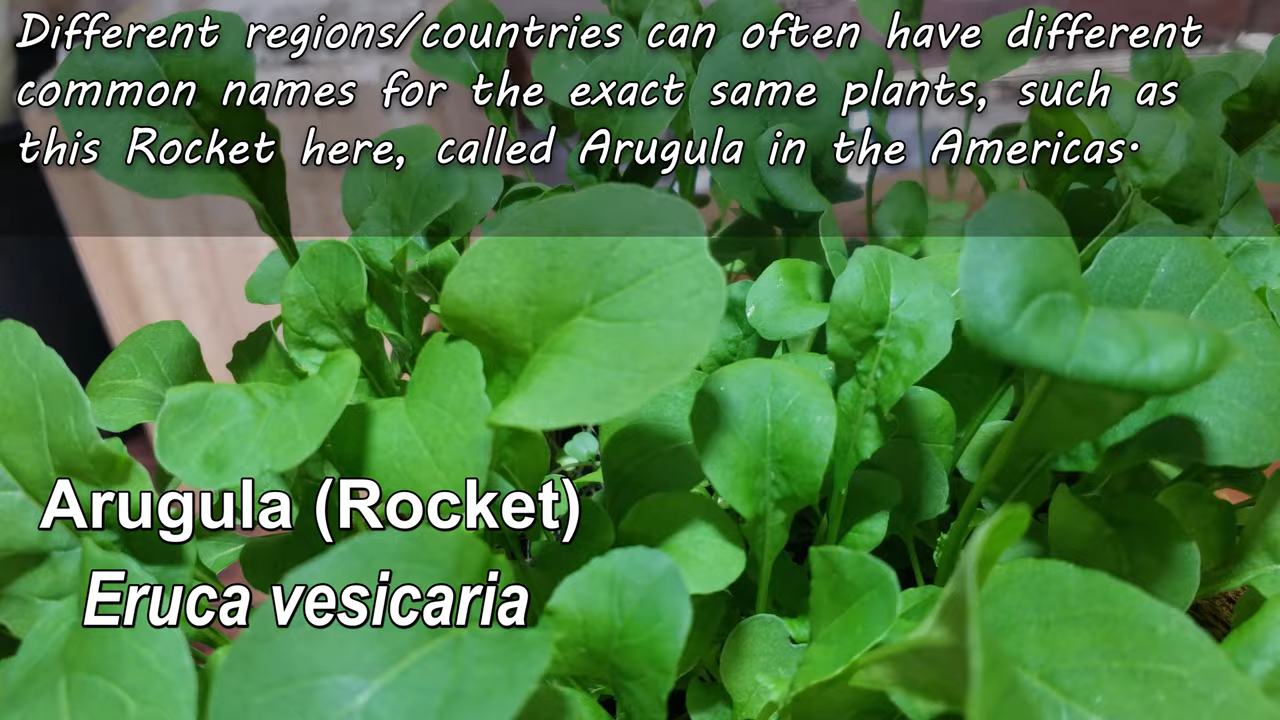 Different regions/countries can often have different
common names for the exact same plants, such as
this Rocket here, called Arugula in the Americas.
Arugula (Rocket)
Eruca vesicaria